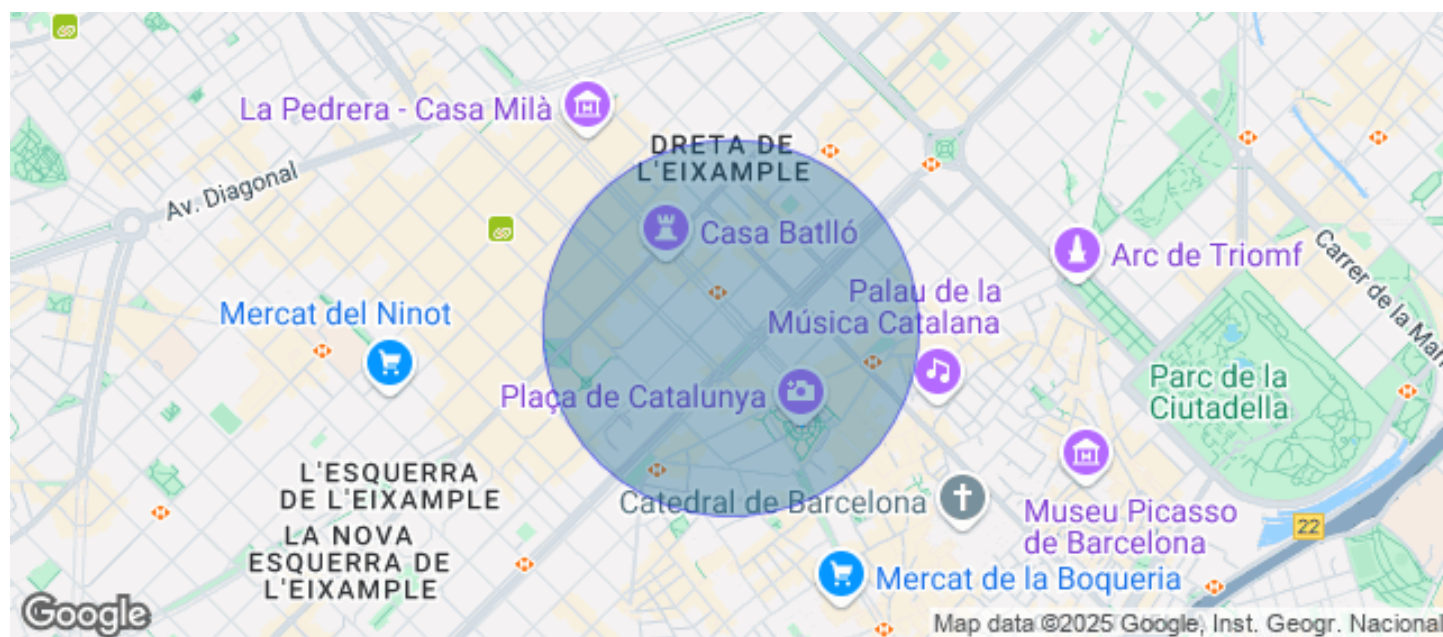 La Pedrera - Casa Milà
DRETA DE
L'EIXAMPLE
Av. Diagonal
Casa Batlló
Arc de Triomf
Carrer de la Mar
Palau de la
Música Catalana
Mercat del Ninot
Plaça de Catalunya
Parc de la
Ciutadella
L'ESQUERRA
DE L'EIXAMPLE
Catedral de Barcelona
Museu Picasso
de Barcelona
22
LA NOVA
ESQUERRA DE
L'EIXAMPLE
Mercat de la Boqueria
Google
Map data ©2025 Google, Inst. Geogr. Nacional